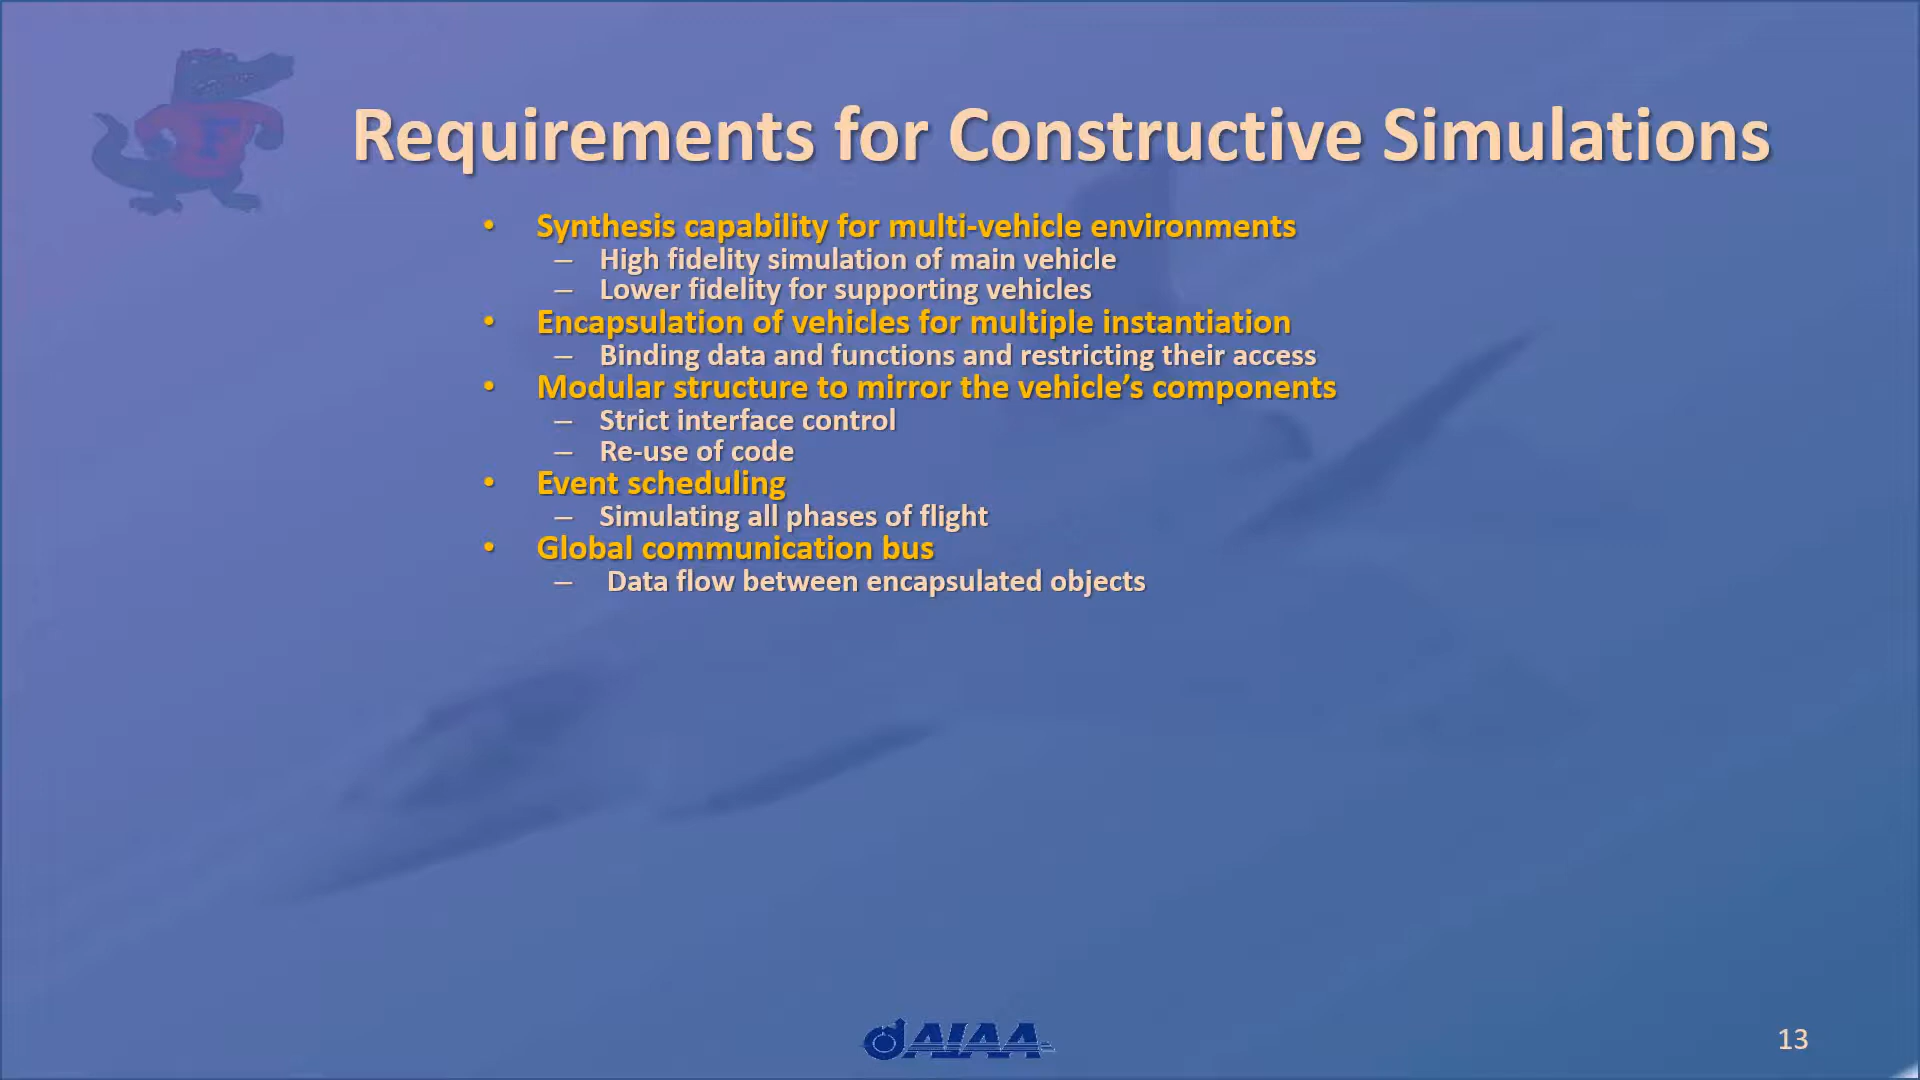 Requirements for Constructive Simulations
• Synthesis capability for multi-vehicle environments
– High fidelity simulation of main vehicle
– Lower fidelity for supporting vehicles
• Encapsulation of vehicles for multiple instantiation
– Binding data and functions and restricting their access
• Modular structure to mirror the vehicle’s components
– Strict interface control
– Re-use of code
• Event scheduling
– Simulating all phases of flight
• Global communication bus
– Data flow between encapsulated objects
F
AIAA
13